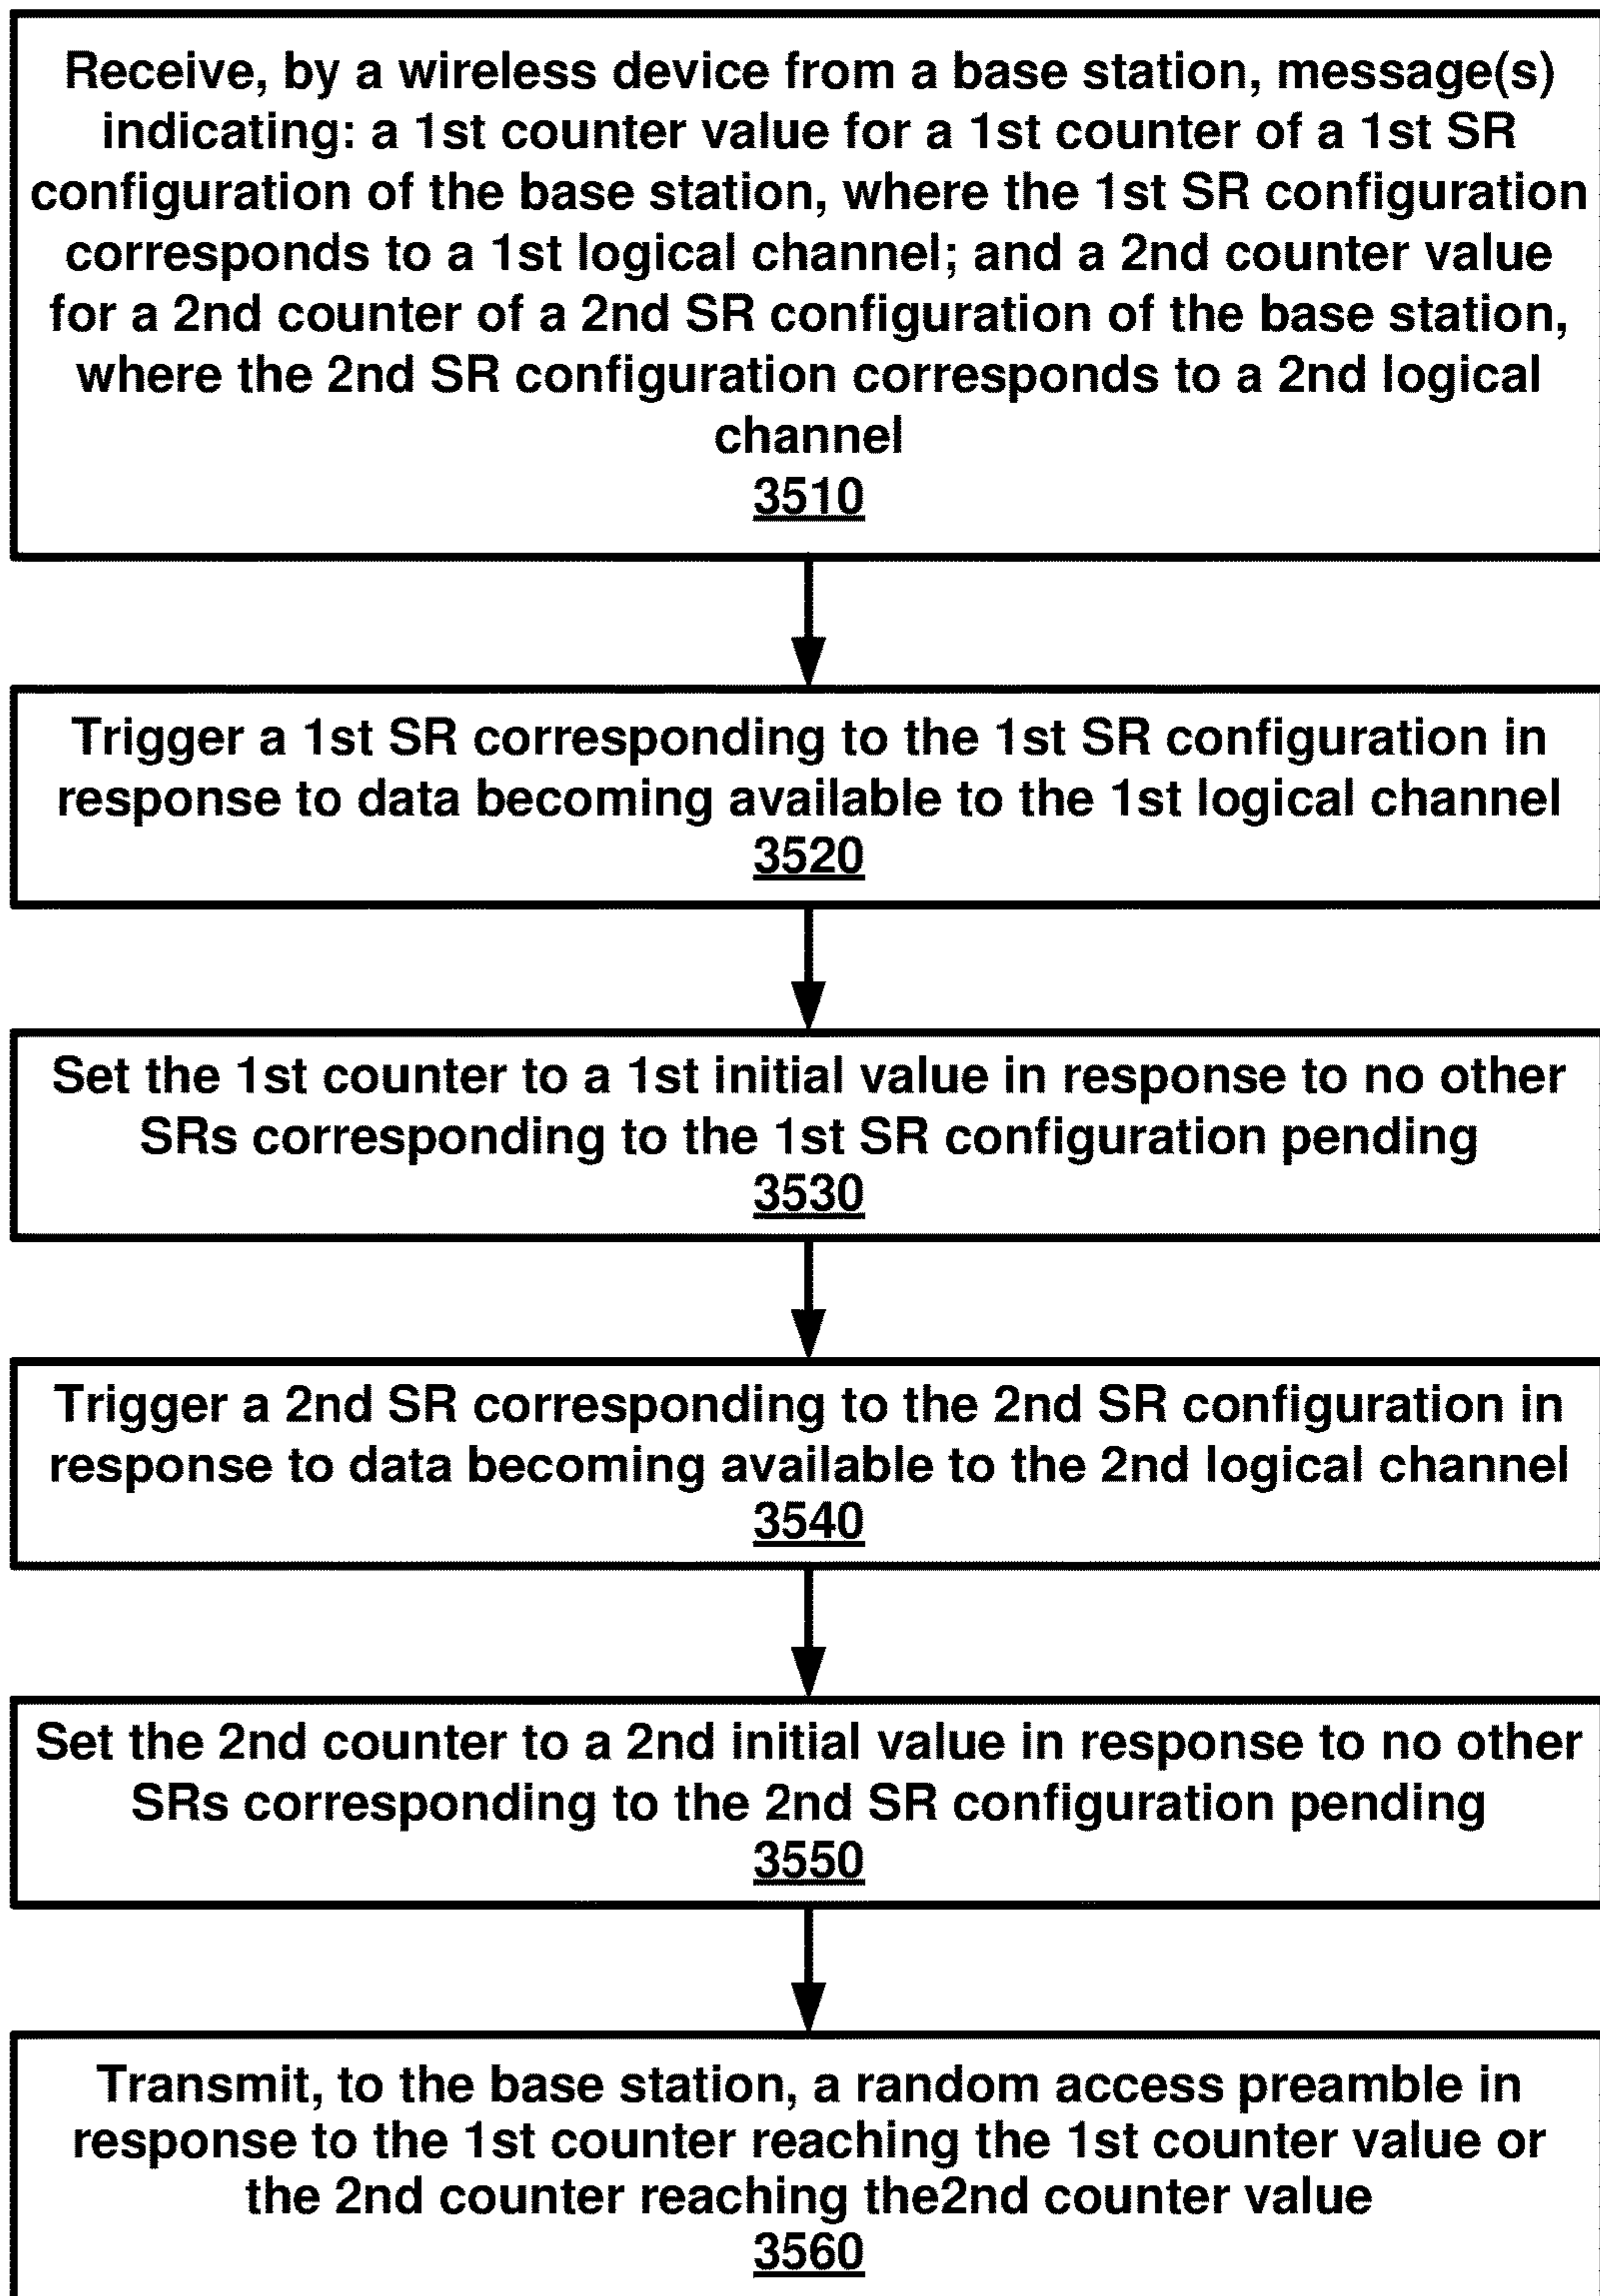 Receive, by a wireless device from a base station, message(s)
indicating: a 1st counter value for a 1st counter of a 1st SR
configuration of the base station, where the 1st SR configuration
corresponds to a 1st logical channel; and a 2nd counter value
for a 2nd counter of a 2nd SR configuration of the base station,
where the 2nd SR configuration corresponds to a 2nd logical
channel
3510
Trigger a 1st SR corresponding to the 1st SR configuration in
response to data becoming available to the 1st logical channel
3520
Set the 1st counter to a 1st initial value in response to no other
SRs corresponding to the 1st SR configuration pending
3530
Trigger a 2nd SR corresponding to the 2nd SR configuration in
response to data becoming available to the 2nd logical channel
3540
Set the 2nd counter to a 2nd initial value in response to no other
SRs corresponding to the 2nd SR configuration pending
3550
Transmit, to the base station, a random access preamble in
response to the 1st counter reaching the 1st counter value or
the 2nd counter reaching the2nd counter value
3560